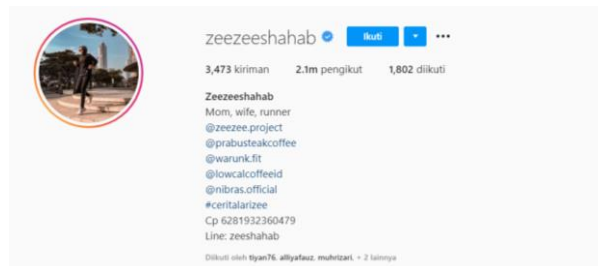 zeezeeshahab Ikuti
3,473 kiriman 2.1m pengikut 1,802 diikuti
Zeezeeshahab
Mom, wife, runner
@zeezee.project
@prabusteakcoffee
@warunk.fit
@lowcalcoffeeid
@nibras.official
#ceritalarizee
Cp 6281932360479
Line: zeeshahab
Diikuti oleh tiyan76, alliyafauz, muhrizari, + 2 lainnya